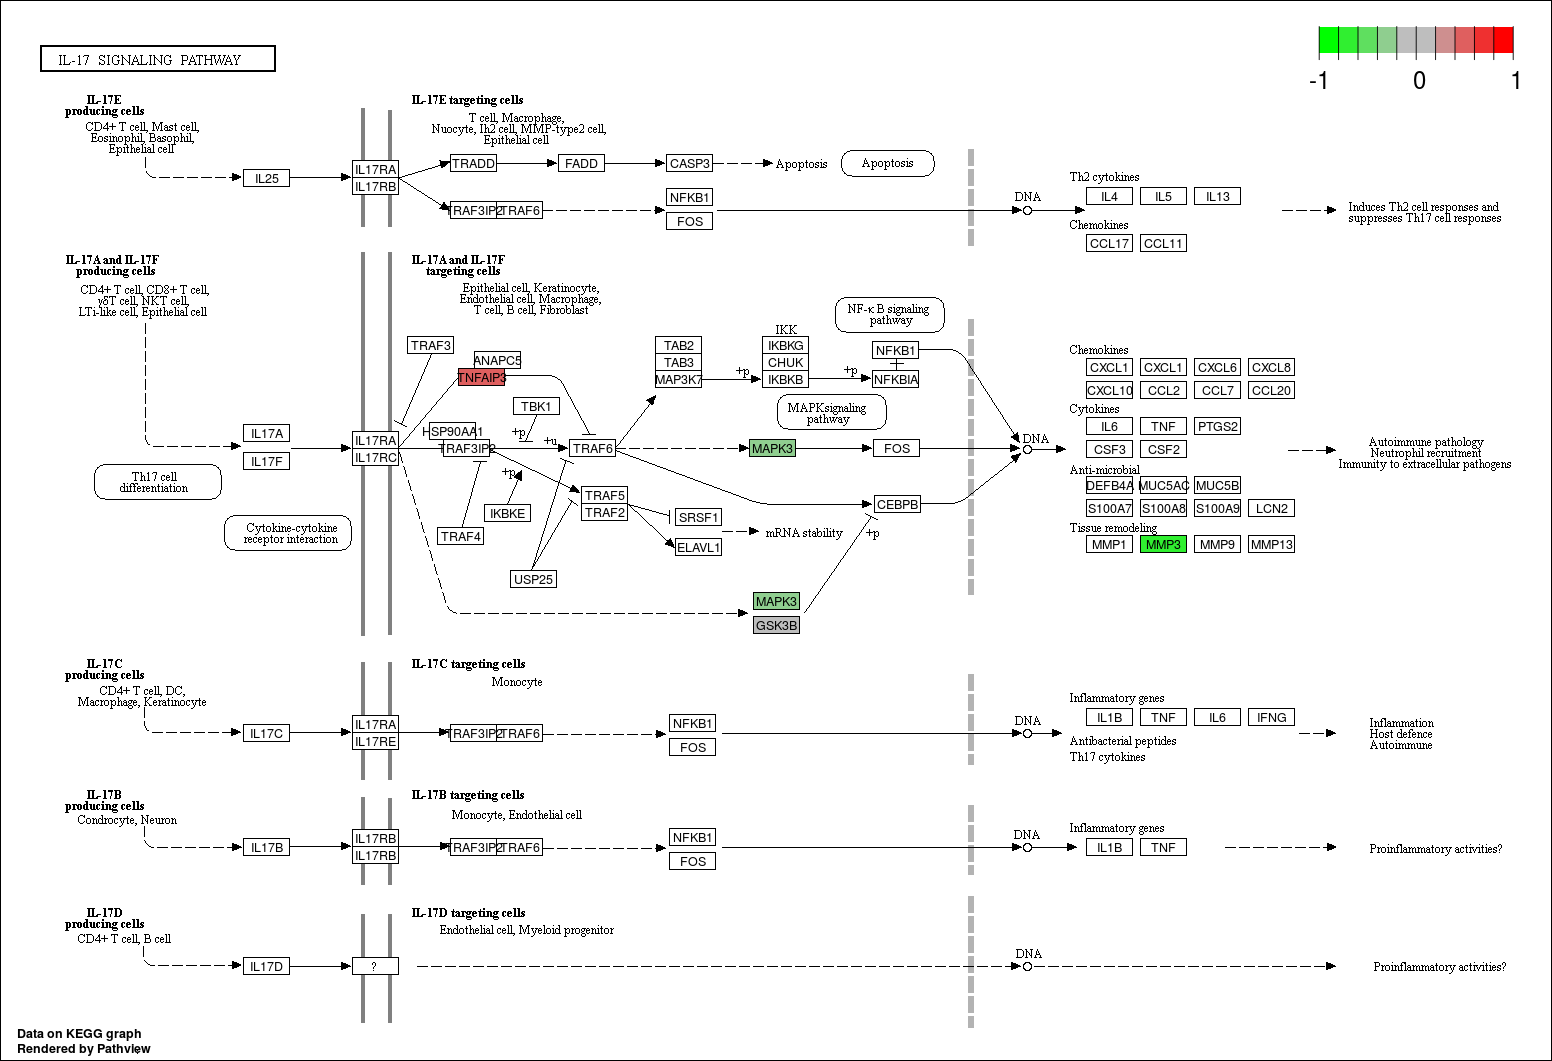 IL-17 SIGNALING PATHWAY
-1 0 1
IL-17E
producing cells
CD4+ T cell, Mast cell,
Eosinophil, Basophil,
Epithelial cell
IL-17E targeting cells
T cell, Macrophage,
Nuocyte, Ih2 cell, MMP-type2 cell,
Epithelial cell
IL25
IL17RA
IL17RB
TRADD
FADD
CASP3
Apoptosis
Apoptosis
TRAF3IP2
TRAF6
NFKB1
FOS
DNA
Th2 cytokines
IL4
IL5
IL13
Chemokines
CCL17
CCL11
Induces Th2 cell responses and
suppresses Th17 cell responses
IL-17A and IL-17F
producing cells
CD4+ T cell, CD8+ T cell,
γδT cell, NKT cell,
LTi-like cell, Epithelial cell
IL-17A and IL-17F
targeting cells
Epithelial cell, Keratinocyte,
Endothelial cell, Macrophage,
T cell, B cell, Fibroblast
NF-κ B signaling
pathway
TRAF3
ANAPC5
TNFAIP3
TBK1
HSP90AA1
TRAF3IP2
+p
+u
TRAF6
+p
IKBKE
TRAF4
USP25
TRAF5
TRAF2
SRSF1
ELAVL1
mRNA stability
TAB2
TAB3
MAP3K7
+p
IKK
IKBKG
CHUK
IKBKB
+p
NFKB1
NFKBIA
MAPKsignaling
pathway
MAPK3
FOS
CEBPB
+p
MAPK3
GSK3B
IL17A
IL17F
IL17RA
IL17RC
Th17 cell
differentiation
Cytokine-cytokine
receptor interaction
DNA
Chemokines
CXCL1
CXCL1
CXCL6
CXCL8
CXCL10
CCL2
CCL7
CCL20
Cytokines
IL6
TNF
PTGS2
CSF3
CSF2
Anti-microbial
DEFB4A
MUC5AC
MUC5B
S100A7
S100A8
S100A9
LCN2
Tissue remodeling
MMP1
MMP3
MMP9
MMP13
Autoimmune pathology
Neutrophil recruitment
Immunity to extracellular pathogens
IL-17C
producing cells
CD4+ T cell, DC,
Macrophage, Keratinocyte
IL-17C targeting cells
Monocyte
IL17C
IL17RA
IL17RE
TRAF3IP2
TRAF6
NFKB1
FOS
DNA
Inflammatory genes
IL1B
TNF
IL6
IFNG
Antibacterial peptides
Th17 cytokines
Inflammation
Host defence
Autoimmune
IL-17B
producing cells
Condrocyte, Neuron
IL-17B targeting cells
Monocyte, Endothelial cell
IL17B
IL17RB
IL17RB
TRAF3IP2
TRAF6
NFKB1
FOS
DNA
Inflammatory genes
IL1B
TNF
Proinflammatory activities?
IL-17D
producing cells
CD4+ T cell, B cell
IL-17D targeting cells
Endothelial cell, Myeloid progenitor
IL17D
?
DNA
Proinflammatory activities?
Data on KEGG graph
Rendered by Pathview